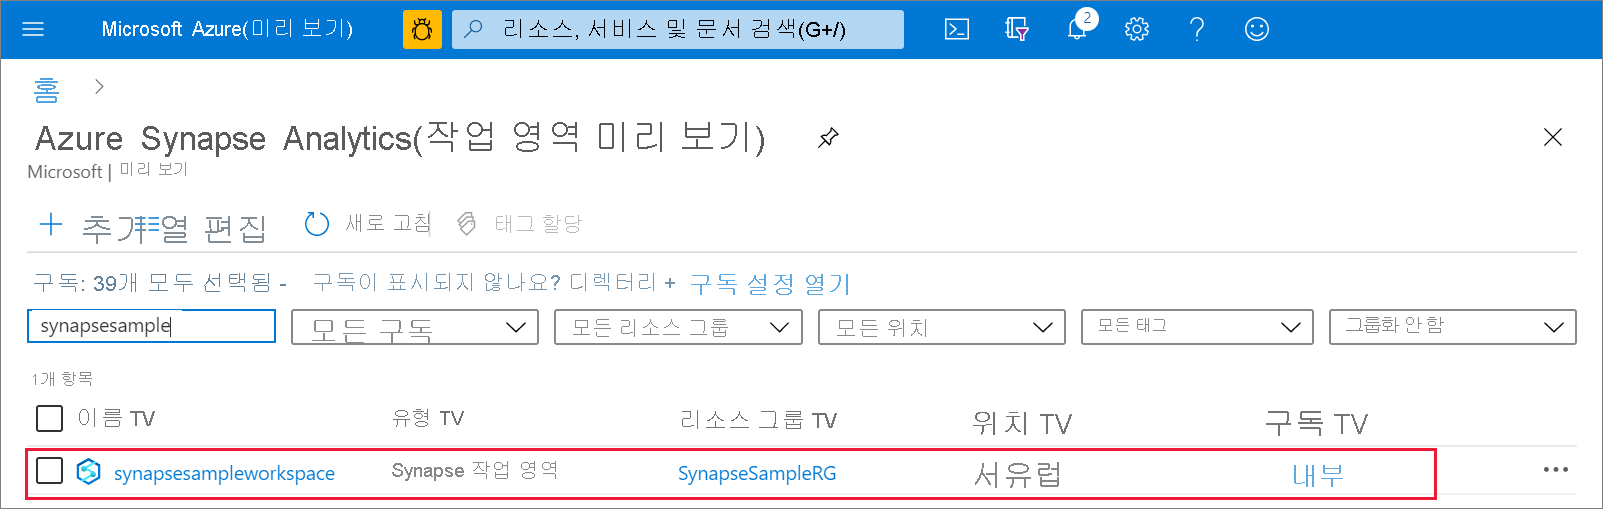 Microsoft Azure(미리 보기) 리소스, 서비스 및 문서 검색(G+/) 2
홈 >
Azure Synapse Analytics(작업 영역 미리 보기)
Microsoft | 미리 보기
+ 추가 열 편집 새로 고침 태그 할당
구독: 39개 모두 선택됨 - 구독이 표시되지 않나요? 디렉터리 + 구독 설정 열기
synapsesample 모든 구독 모든 리소스 그룹 모든 위치 모든 태그 그룹화 안 함
1개 항목
이름 TV 유형 TV 리소스 그룹 TV 위치 TV 구독 TV
synapsesampleworkspace Synapse 작업 영역 SynapseSampleRG 서유럽 내부